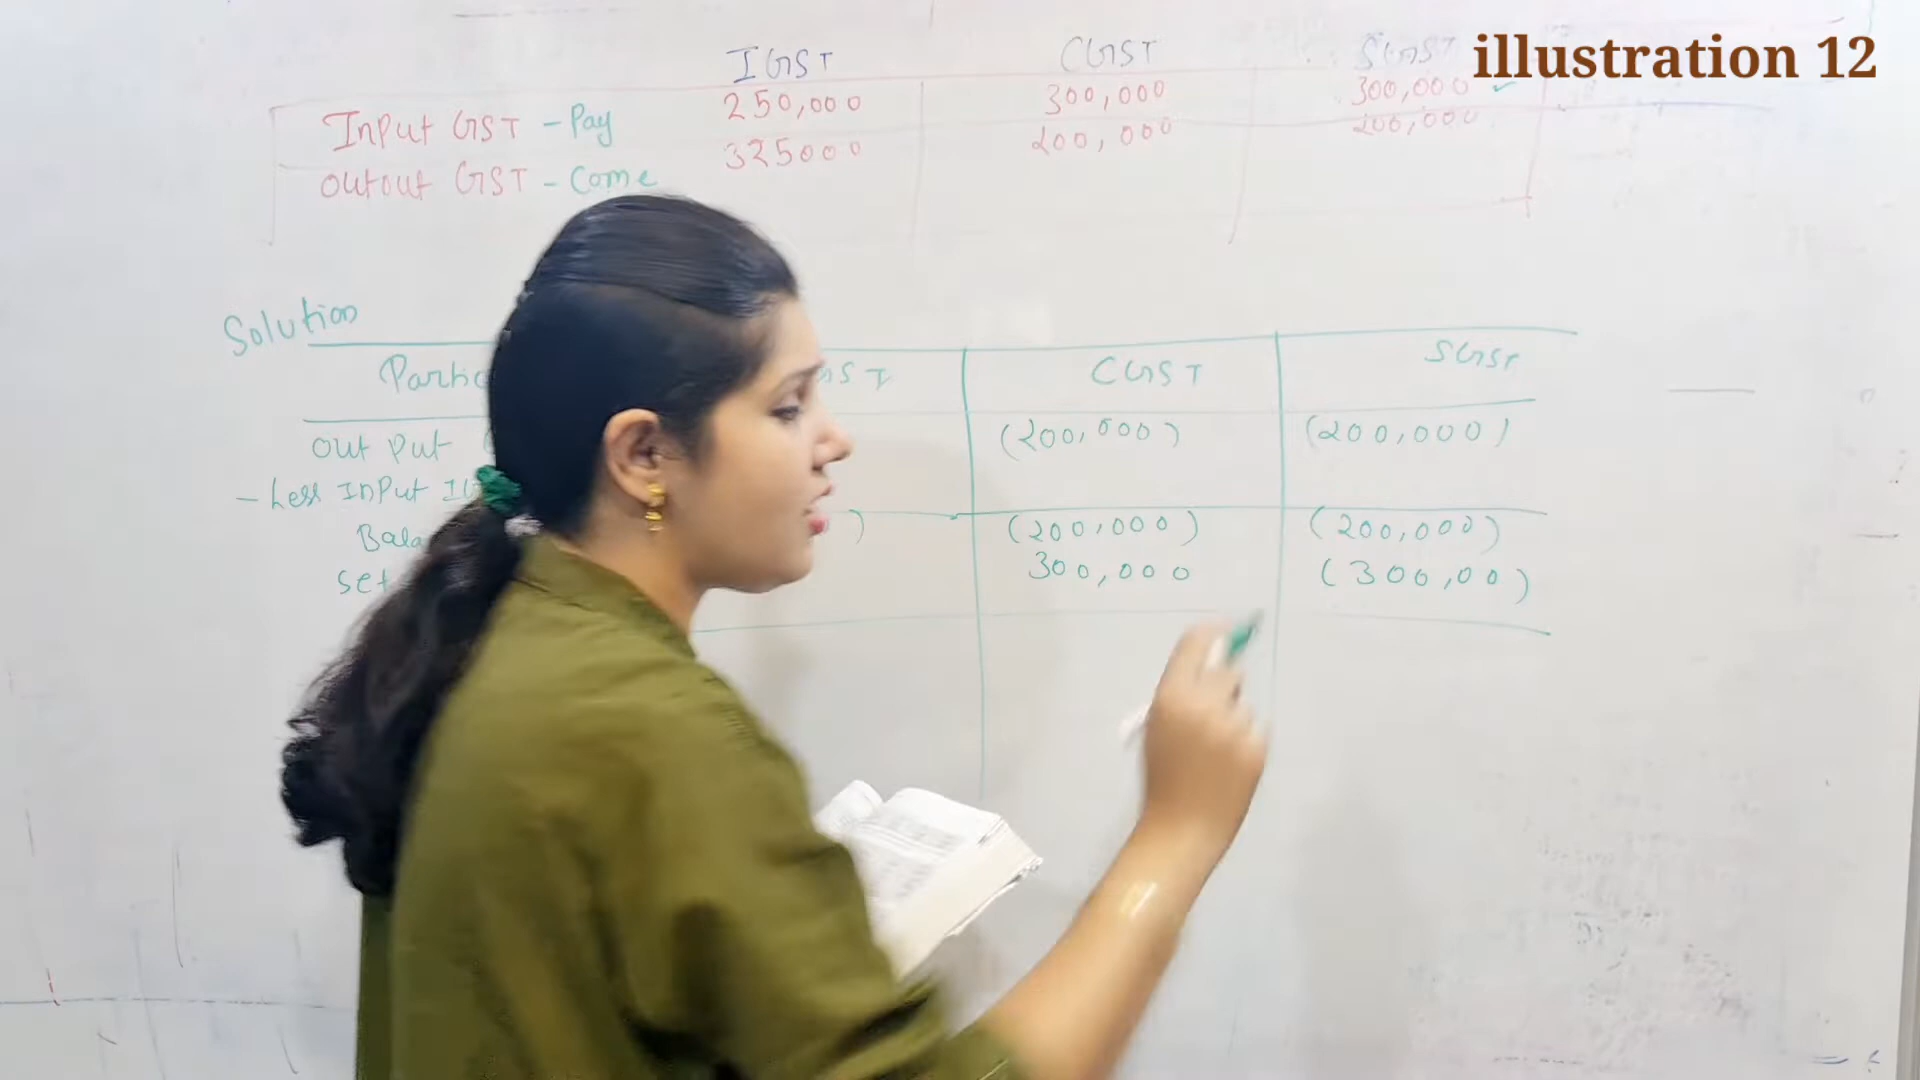 illustration 12
IGST CGST SGST
Input GST - Pay 250,000 300,000 300,000 ✓
outout GST - Come 325000 200,000 200,000
Solution
CGST SGST
out put (200,000) (200,000)
- Less InPut
(200,000) (200,000)
set 300,000 (300,00)